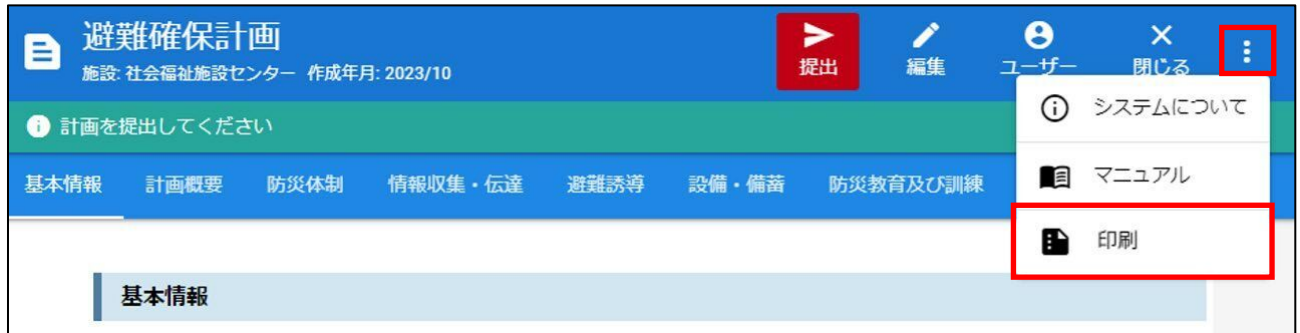 避難確保計画
施設: 社会福祉施設センター 作成年月: 2023/10
提出
編集
ユーザー
閉じる
計画を提出してください
システムについて
マニュアル
印刷
基本情報 計画概要 防災体制 情報収集・伝達 避難誘導 設備・備蓄 防災教育及び訓練
基本情報